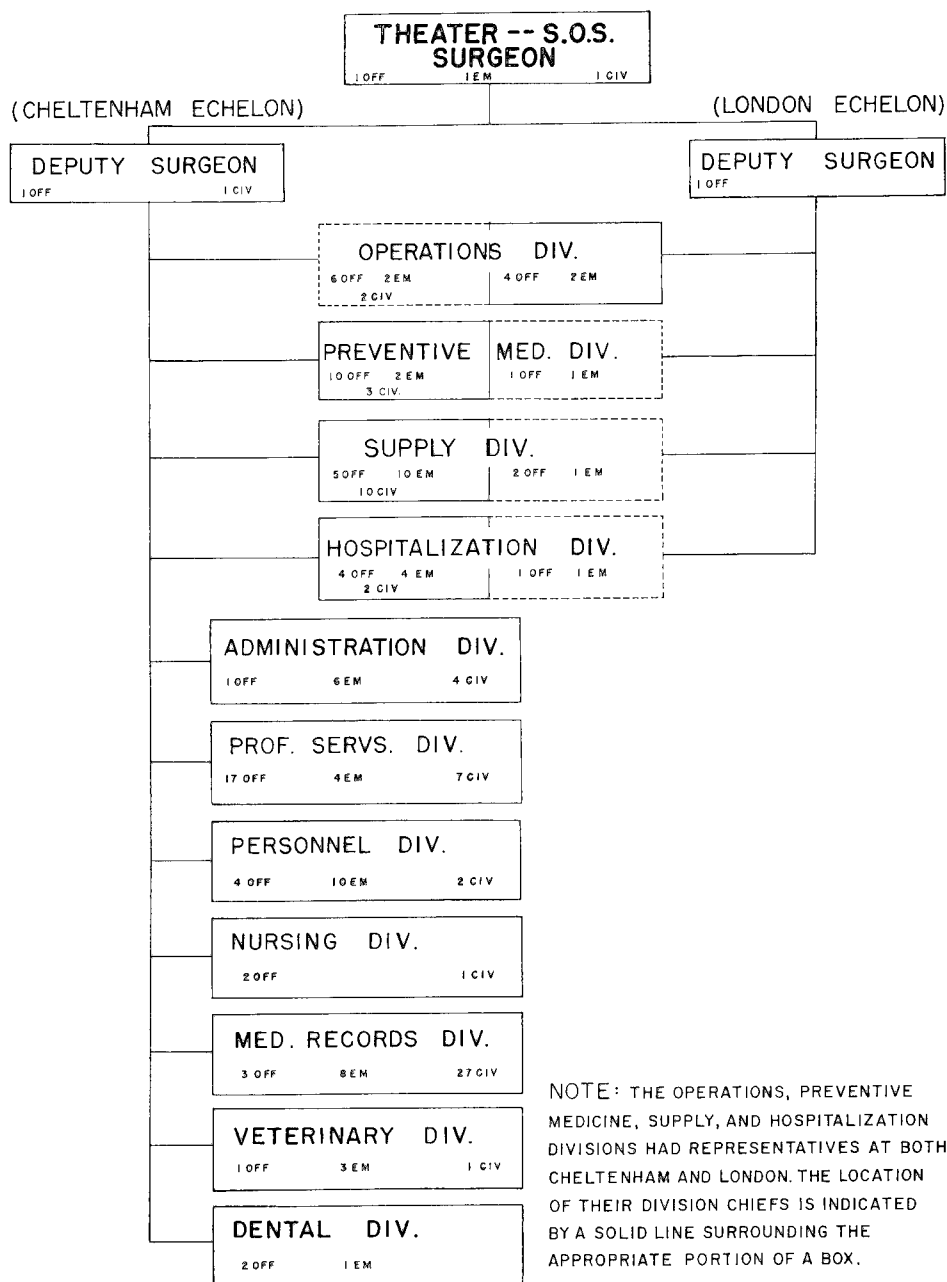 THEATER -- S.O.S.
SURGEON
1 OFF 1 EM 1 CIV
(CHELTENHAM ECHELON) (LONDON ECHELON)
DEPUTY SURGEON
1 OFF 1 CIV
DEPUTY SURGEON
1 OFF
OPERATIONS DIV.
6 OFF 2 EM 4 OFF 2 EM
2 CIV
PREVENTIVE MED. DIV.
10 OFF 2 EM 1 OFF 1 EM
3 CIV.
SUPPLY DIV.
5 OFF 10 EM 2 OFF 1 EM
10 CIV
HOSPITALIZATION DIV.
4 OFF 4 EM 1 OFF 1 EM
2 CIV
ADMINISTRATION DIV.
1 OFF 6 EM 4 CIV
PROF. SERVS. DIV.
17 OFF 4 EM 7 CIV
PERSONNEL DIV.
4 OFF 10 EM 2 CIV
NURSING DIV.
2 OFF 1 CIV
MED. RECORDS DIV.
3 OFF 8 EM 27 CIV
VETERINARY DIV.
1 OFF 3 EM 1 CIV
DENTAL DIV.
2 OFF 1 EM
NOTE: THE OPERATIONS, PREVENTIVE
MEDICINE, SUPPLY, AND HOSPITALIZATION
DIVISIONS HAD REPRESENTATIVES AT BOTH
CHELTENHAM AND LONDON. THE LOCATION
OF THEIR DIVISION CHIEFS IS INDICATED
BY A SOLID LINE SURROUNDING THE
APPROPRIATE PORTION OF A BOX.